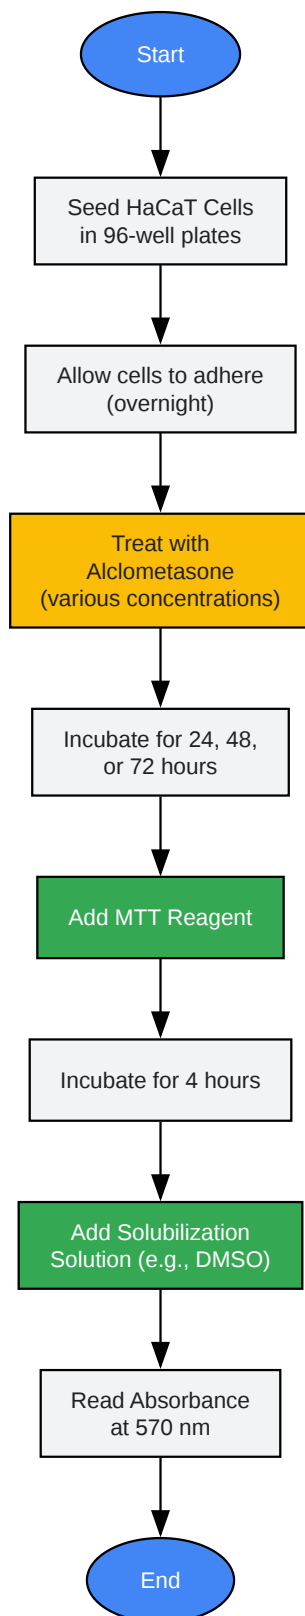 Start
Seed HaCaT Cells
in 96-well plates
Allow cells to adhere
(overnight)
Treat with
Alclometasone
(various concentrations)
Incubate for 24, 48,
or 72 hours
Add MTT Reagent
Incubate for 4 hours
Add Solubilization
Solution (e.g., DMSO)
Read Absorbance
at 570 nm
End